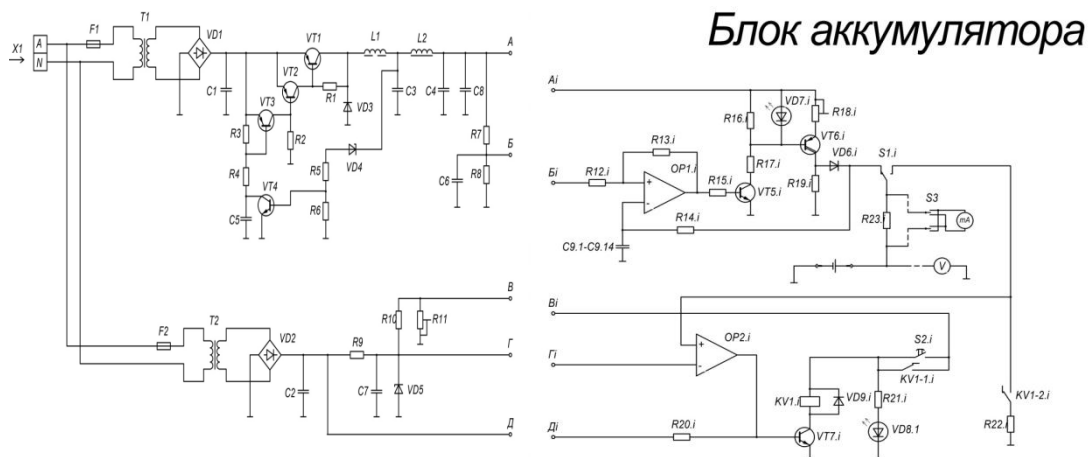 Блок аккумулятора
X1
A
N
F1
T1
VD1
C1
VT1
VT2
VT3
VT4
R1
R2
R3
R4
C5
VD3
VD4
R5
R6
L1
L2
C3
C4
C8
R7
R8
C6
А
Б
F2
T2
VD2
C2
R9
C7
R10
R11
VD5
В
Г
Д
Аi
Бi
R12.i
R13.i
OP1.i
+
−
R14.i
C9.1-C9.14
R15.i
R16.i
R17.i
VT5.i
VD7.i
R18.i
VT6.i
VD6.i
R19.i
S1.i
R23.i
S3
mA
V
Вi
Гi
Дi
OP2.i
+
−
R20.i
KV1.i
VD9.i
VT7.i
R21.i
VD8.1
S2.i
KV1-1.i
KV1-2.i
R22.i